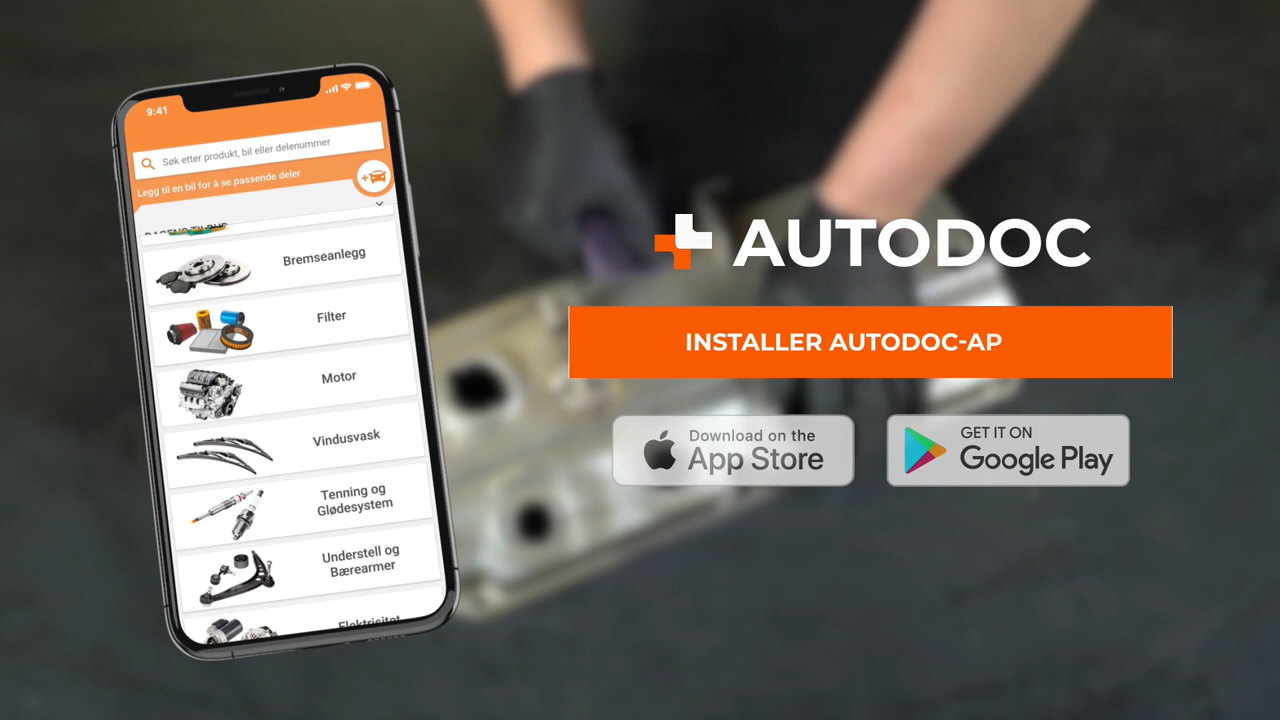 9:41
Søk etter produkt, bil eller delenummer
Legg til en bil for å se passende deler
Bremseanlegg
Filter
Motor
Vindusvask
Tenning og
Glødesystem
Understell og
Bærearmer
Elektrisitet
AUTODOC
INSTALLER AUTODOC-AP
Download on the
App Store
GET IT ON
Google Play